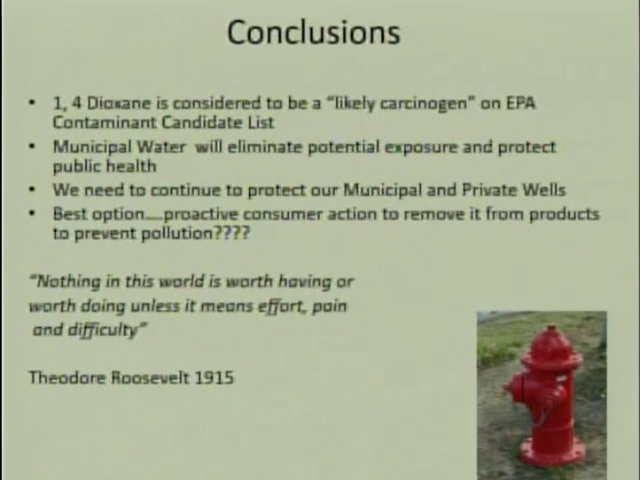 Conclusions
• 1, 4 Dioxane is considered to be a "likely carcinogen" on EPA
Contaminant Candidate List
• Municipal Water will eliminate potential exposure and protect
public health
• We need to continue to protect our Municipal and Private Wells
• Best option....proactive consumer action to remove it from products
to prevent pollution????
"Nothing in this world is worth having or
worth doing unless it means effort, pain
and difficulty"
Theodore Roosevelt 1915